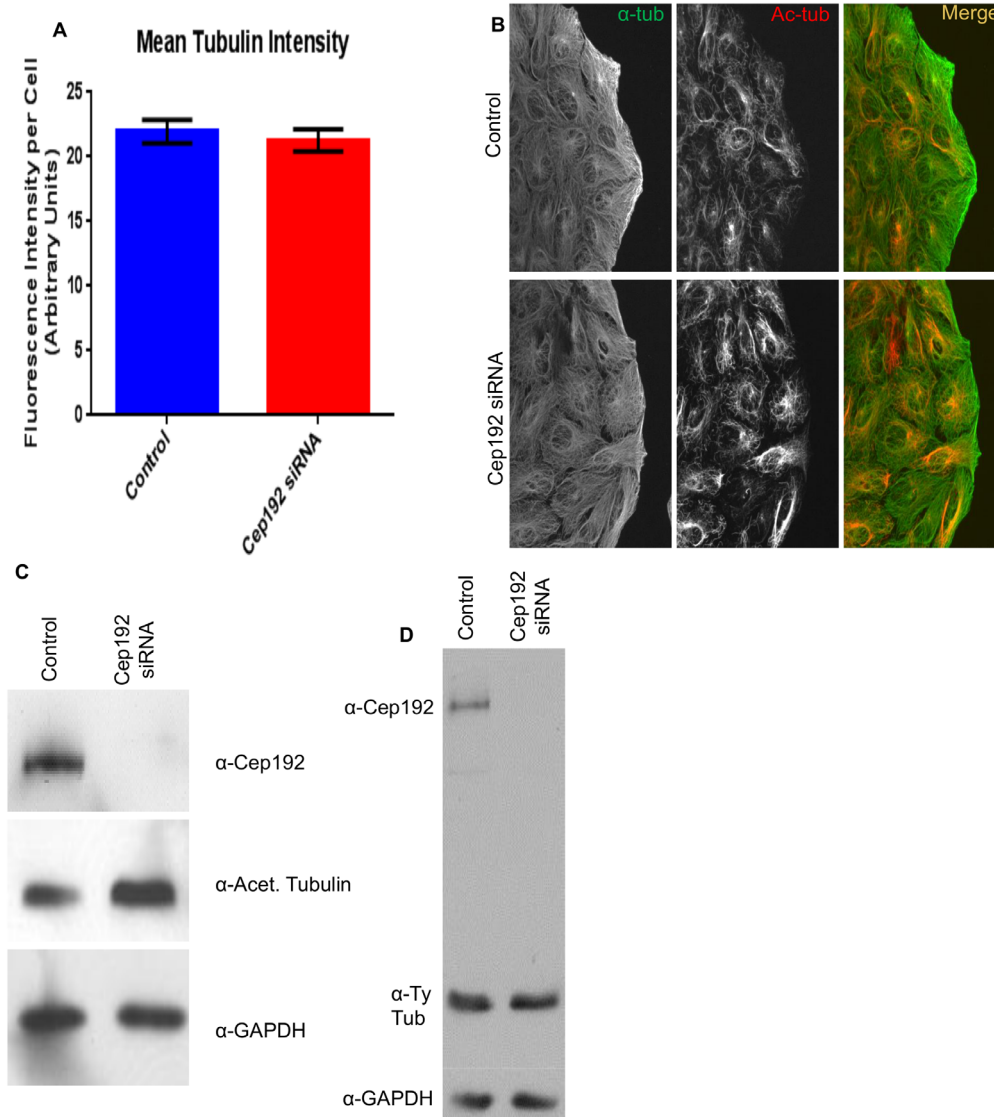 A
Mean Tubulin Intensity
Fluorescence Intensity per Cell
(Arbitrary Units)
25
20
15
10
5
0
Control
Cep192 siRNA
B
α-tub
Ac-tub
Merge
Control
Cep192 siRNA
C
Control
Cep192
siRNA
α-Cep192
α-Acet. Tubulin
α-GAPDH
D
Control
Cep192
siRNA
α-Cep192
α-Ty
Tub
α-GAPDH